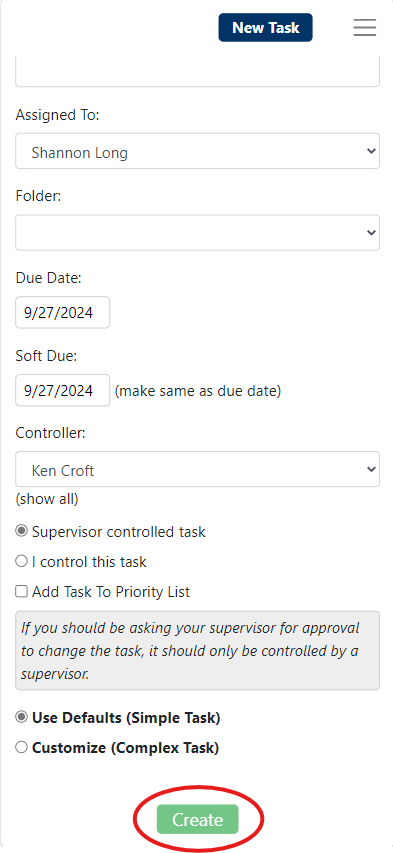 New Task
Assigned To:
Shannon Long
Folder:
Due Date:
9/27/2024
Soft Due:
9/27/2024 (make same as due date)
Controller:
Ken Croft
(show all)
Supervisor controlled task
I control this task
Add Task To Priority List
If you should be asking your supervisor for approval
to change the task, it should only be controlled by a
supervisor.
Use Defaults (Simple Task)
Customize (Complex Task)
Create